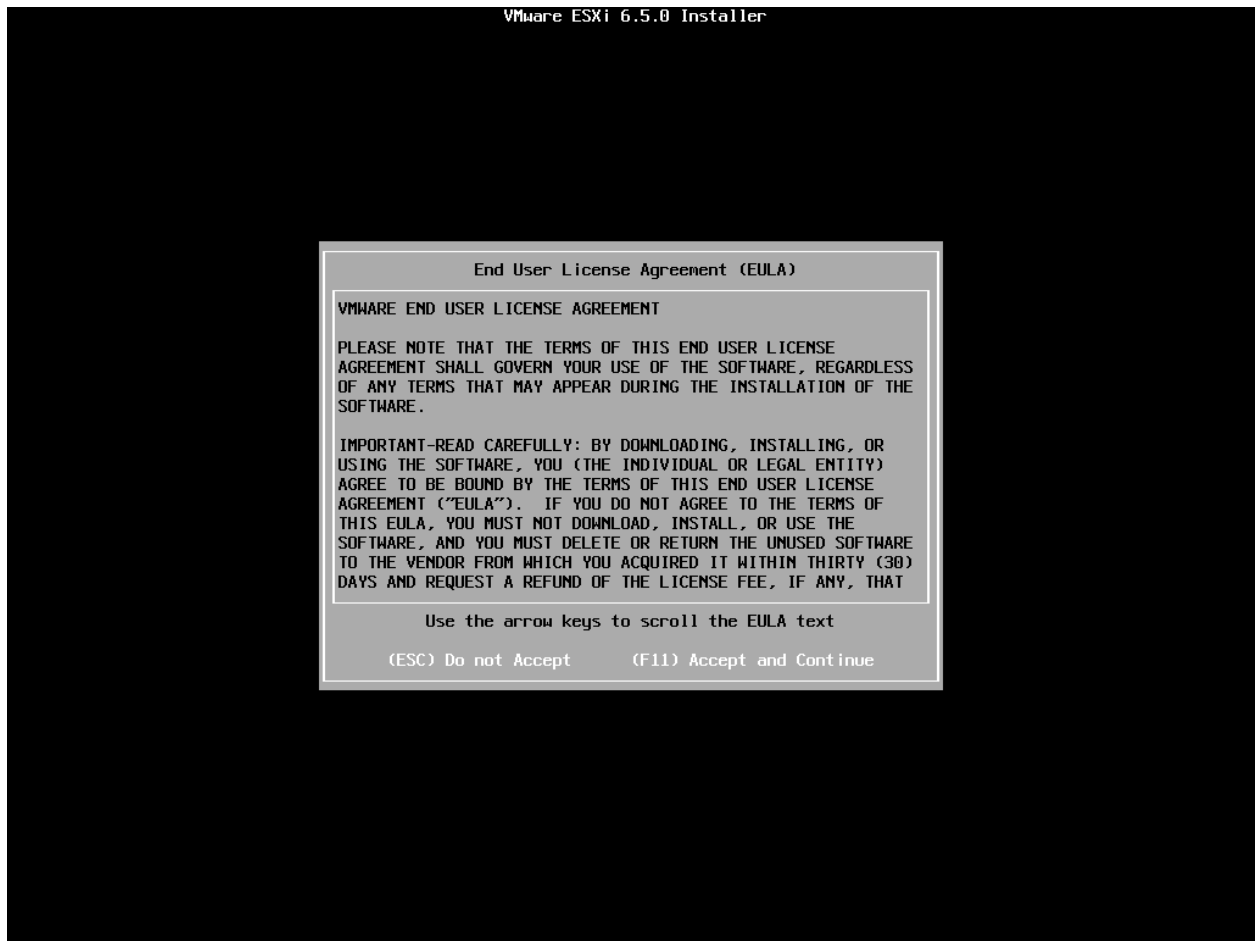 VMware ESXi 6.5.0 Installer
End User License Agreement (EULA)
VMWARE END USER LICENSE AGREEMENT
PLEASE NOTE THAT THE TERMS OF THIS END USER LICENSE
AGREEMENT SHALL GOVERN YOUR USE OF THE SOFTWARE, REGARDLESS
OF ANY TERMS THAT MAY APPEAR DURING THE INSTALLATION OF THE
SOFTWARE.
IMPORTANT-READ CAREFULLY: BY DOWNLOADING, INSTALLING, OR
USING THE SOFTWARE, YOU (THE INDIVIDUAL OR LEGAL ENTITY)
AGREE TO BE BOUND BY THE TERMS OF THIS END USER LICENSE
AGREEMENT ("EULA").  IF YOU DO NOT AGREE TO THE TERMS OF
THIS EULA, YOU MUST NOT DOWNLOAD, INSTALL, OR USE THE
SOFTWARE, AND YOU MUST DELETE OR RETURN THE UNUSED SOFTWARE
TO THE VENDOR FROM WHICH YOU ACQUIRED IT WITHIN THIRTY (30)
DAYS AND REQUEST A REFUND OF THE LICENSE FEE, IF ANY, THAT
Use the arrow keys to scroll the EULA text
(ESC) Do not Accept (F11) Accept and Continue